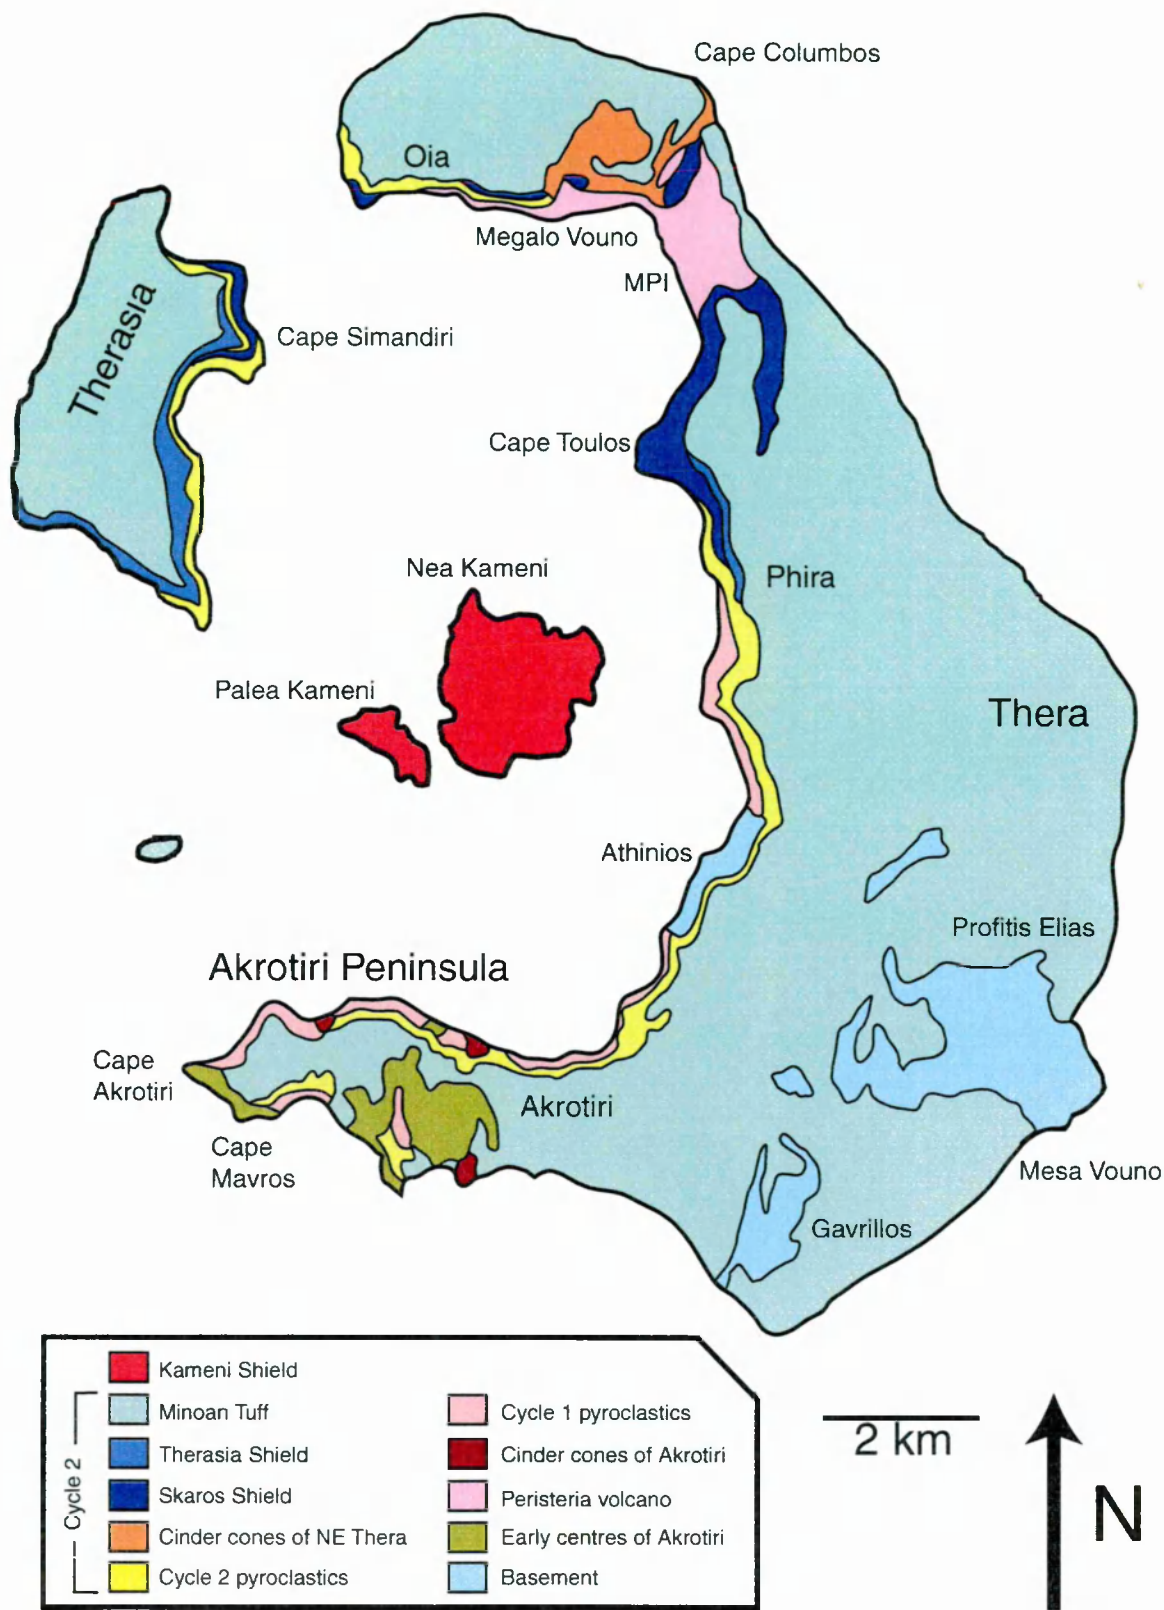 Cape Columbos
Oia
Megalo Vouno
MPI
Therasia
Cape Simandiri
Cape Toulos
Nea Kameni
Phira
Palea Kameni
Thera
Athinios
Profitis Elias
Akrotiri Peninsula
Cape
Akrotiri
Akrotiri
Cape
Mavros
Mesa Vouno
Gavrillos
Kameni Shield
Cycle 2
Minoan Tuff
Therasia Shield
Skaros Shield
Cinder cones of NE Thera
Cycle 2 pyroclastics
Cycle 1 pyroclastics
Cinder cones of Akrotiri
Peristeria volcano
Early centres of Akrotiri
Basement
2 km
N